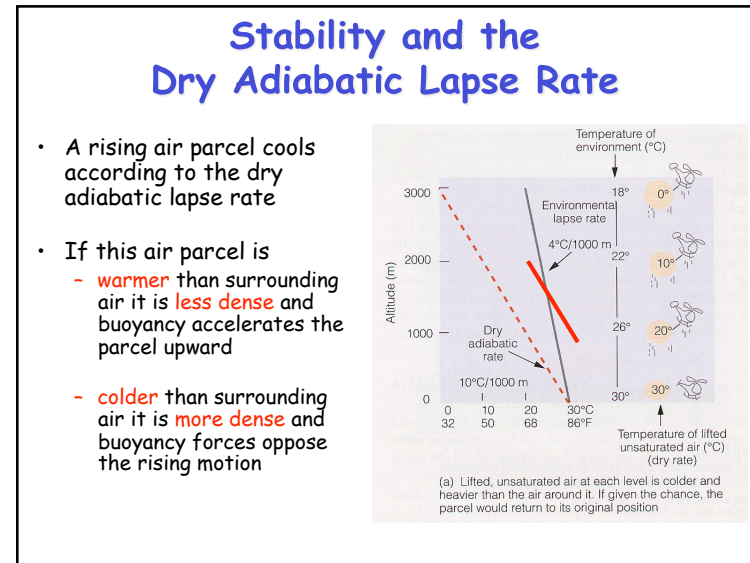 Stability and the
Dry Adiabatic Lapse Rate
• A rising air parcel cools
according to the dry
adiabatic lapse rate
• If this air parcel is
– warmer than surrounding
air it is less dense and
buoyancy accelerates the
parcel upward
– colder than surrounding
air it is more dense and
buoyancy forces oppose
the rising motion
Temperature of
environment (°C)
3000
18°
0°
Environmental
lapse rate
4°C/1000 m
2000
22°
10°
Altitude (m)
1000
26°
20°
Dry
adiabatic
rate
10°C/1000 m
0
30°
30°
0 10 20 30°C
32 50 68 86°F
Temperature of lifted
unsaturated air (°C)
(dry rate)
(a) Lifted, unsaturated air at each level is colder and
heavier than the air around it. If given the chance, the
parcel would return to its original position